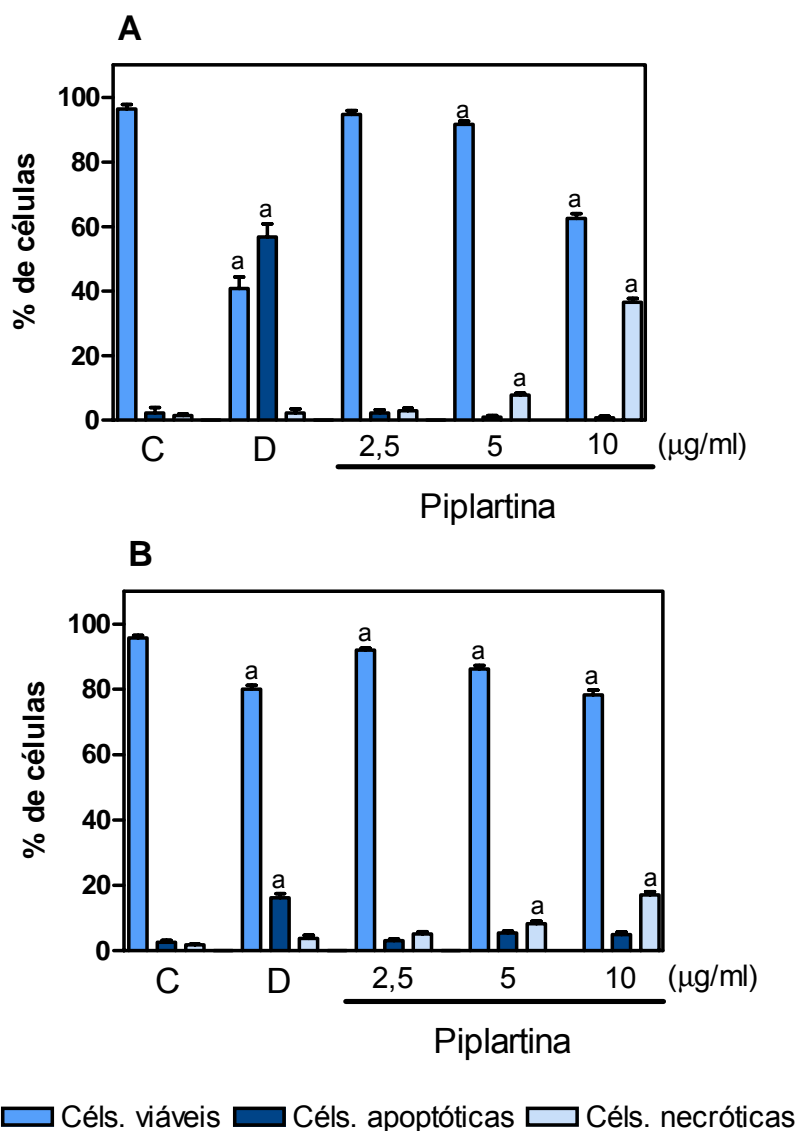 A
% de células
100
80
60
40
20
0
a
a
a
a
a
a
C D 2,5 5 10 (μg/ml)
Piplartina
B
% de células
100
80
60
40
20
0
a
a
a
a
a
a
a
C D 2,5 5 10 (μg/ml)
Piplartina
Céls. viáveis Céls. apoptóticas Céls. necróticas